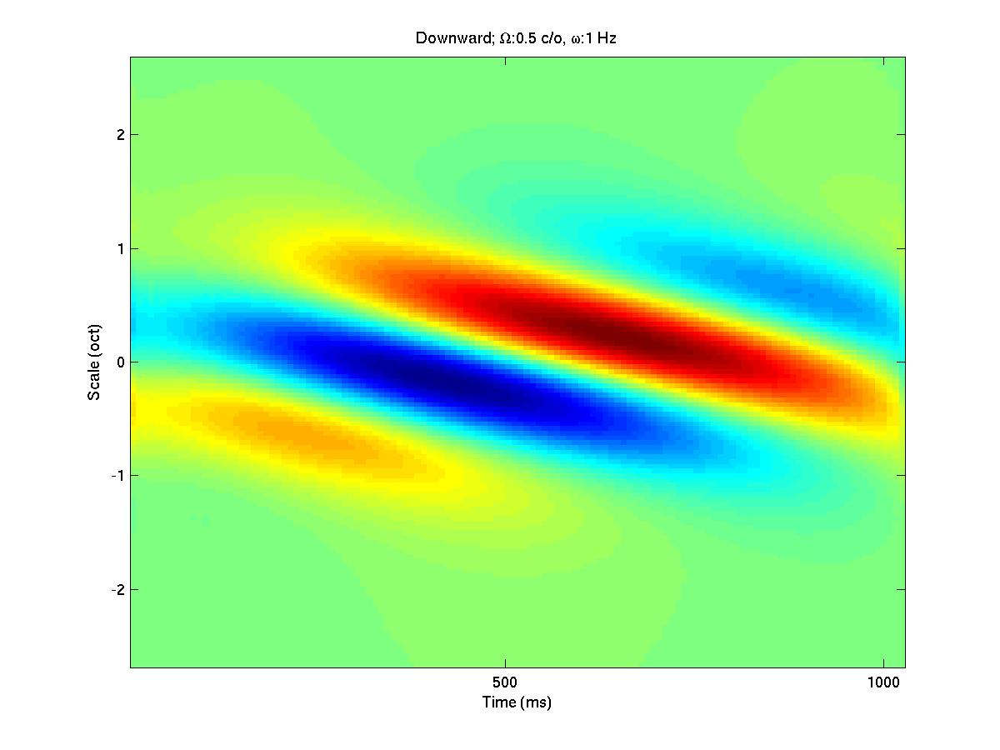 Downward; Ω:0.5 c/o, ω:1 Hz
2
1
0
-1
-2
Scale (oct)
500
1000
Time (ms)